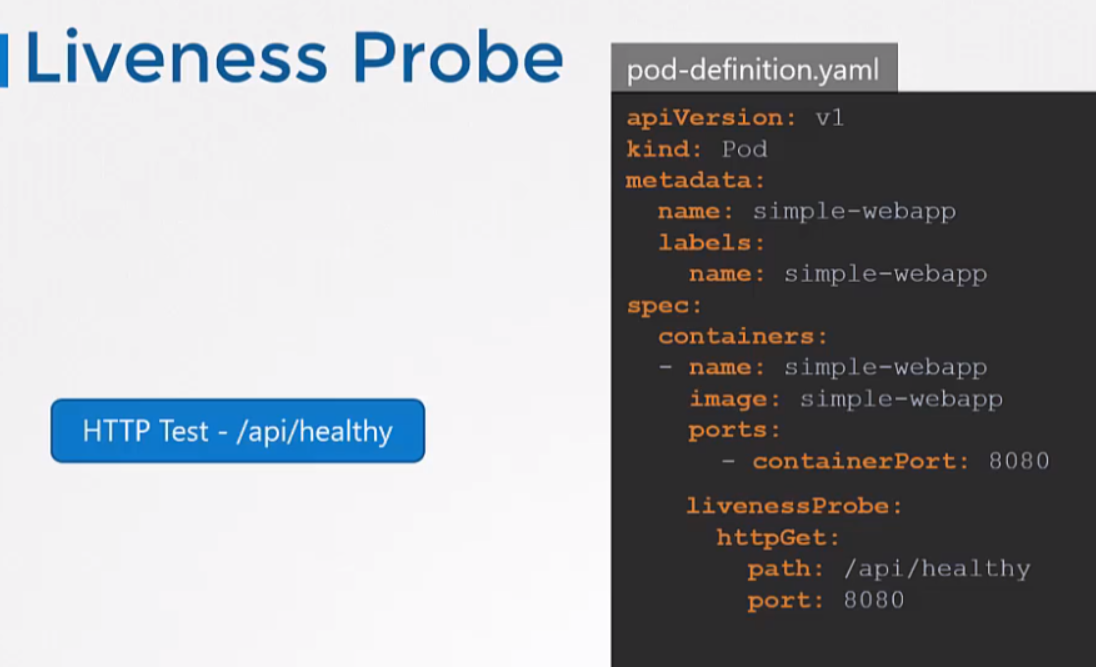 Liveness Probe
HTTP Test - /api/healthy
pod-definition.yaml
apiVersion: v1
kind: Pod
metadata:
  name: simple-webapp
  labels:
    name: simple-webapp
spec:
  containers:
  - name: simple-webapp
    image: simple-webapp
    ports:
      - containerPort: 8080
    livenessProbe:
      httpGet:
        path: /api/healthy
        port: 8080